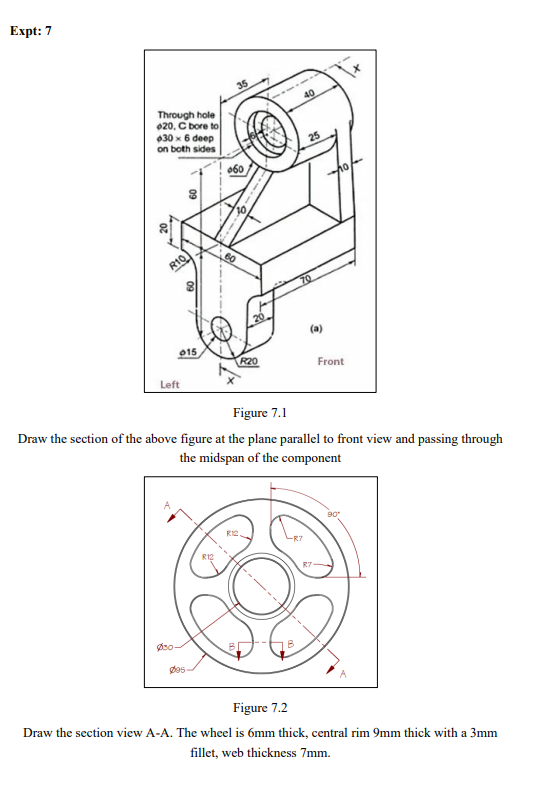 Expt: 7
35
X
40
Through hole
ø20, C bore to
ø30 x 6 deep
on both sides
6
25
ø60
10
60
10
20
R10
60
60
70
20
(a)
ø15
R20
Front
X
Left
Figure 7.1
Draw the section of the above figure at the plane parallel to front view and passing through
the midspan of the component
A
90°
R12
R7
R12
R7
Ø30
B
B
Ø95
A
Figure 7.2
Draw the section view A-A. The wheel is 6mm thick, central rim 9mm thick with a 3mm
fillet, web thickness 7mm.